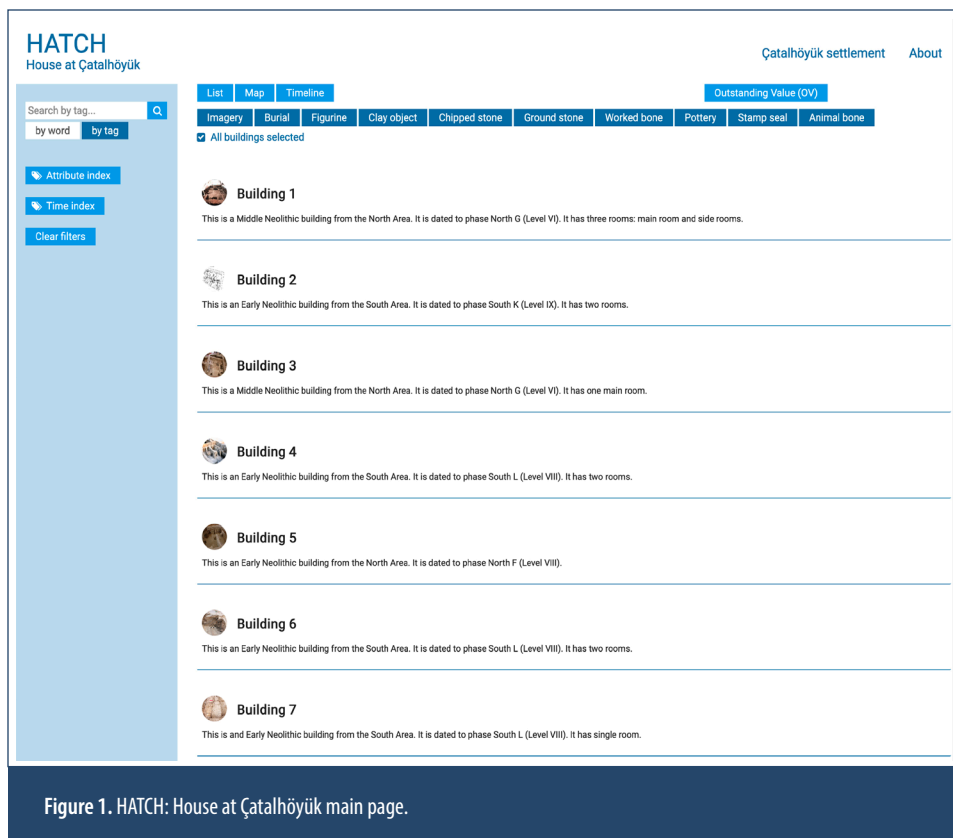 HATCH
House at Çatalhöyük
Çatalhöyük settlement About
Search by tag...
by word by tag
Attribute index
Time index
Clear filters
List Map Timeline Outstanding Value (OV)
Imagery Burial Figurine Clay object Chipped stone Ground stone Worked bone Pottery Stamp seal Animal bone
All buildings selected
Building 1
This is a Middle Neolithic building from the North Area. It is dated to phase North G (Level VI). It has three rooms: main room and side rooms.
Building 2
This is an Early Neolithic building from the South Area. It is dated to phase South K (Level IX). It has two rooms.
Building 3
This is a Middle Neolithic building from the North Area. It is dated to phase North G (Level VI). It has one main room.
Building 4
This is an Early Neolithic building from the South Area. It is dated to phase South L (Level VIII). It has two rooms.
Building 5
This is an Early Neolithic building from the North Area. It is dated to phase North F (Level VIII).
Building 6
This is an Early Neolithic building from the South Area. It is dated to phase South L (Level VIII). It has two rooms.
Building 7
This is and Early Neolithic building from the South Area. It is dated to phase South L (Level VIII). It has single room.
Figure 1. HATCH: House at Çatalhöyük main page.